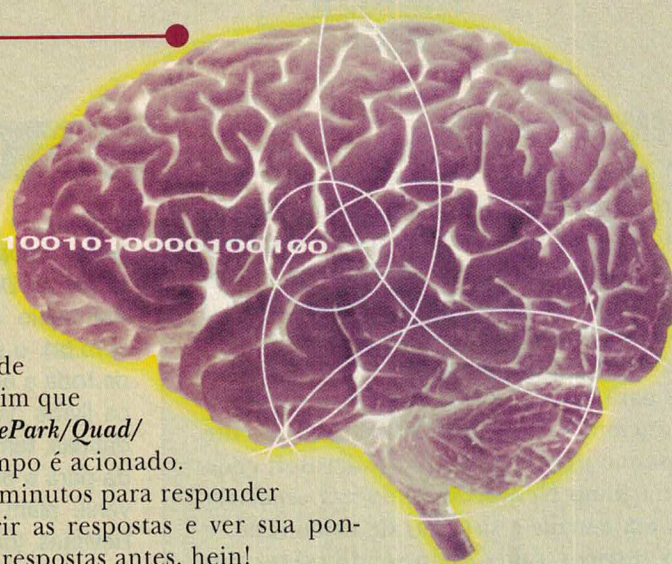 1001010000100100
de
im que
ePark/Quad/
mpo é acionado.
minutos para responder
rir as respostas e ver sua pon-
respostas antes, hein!